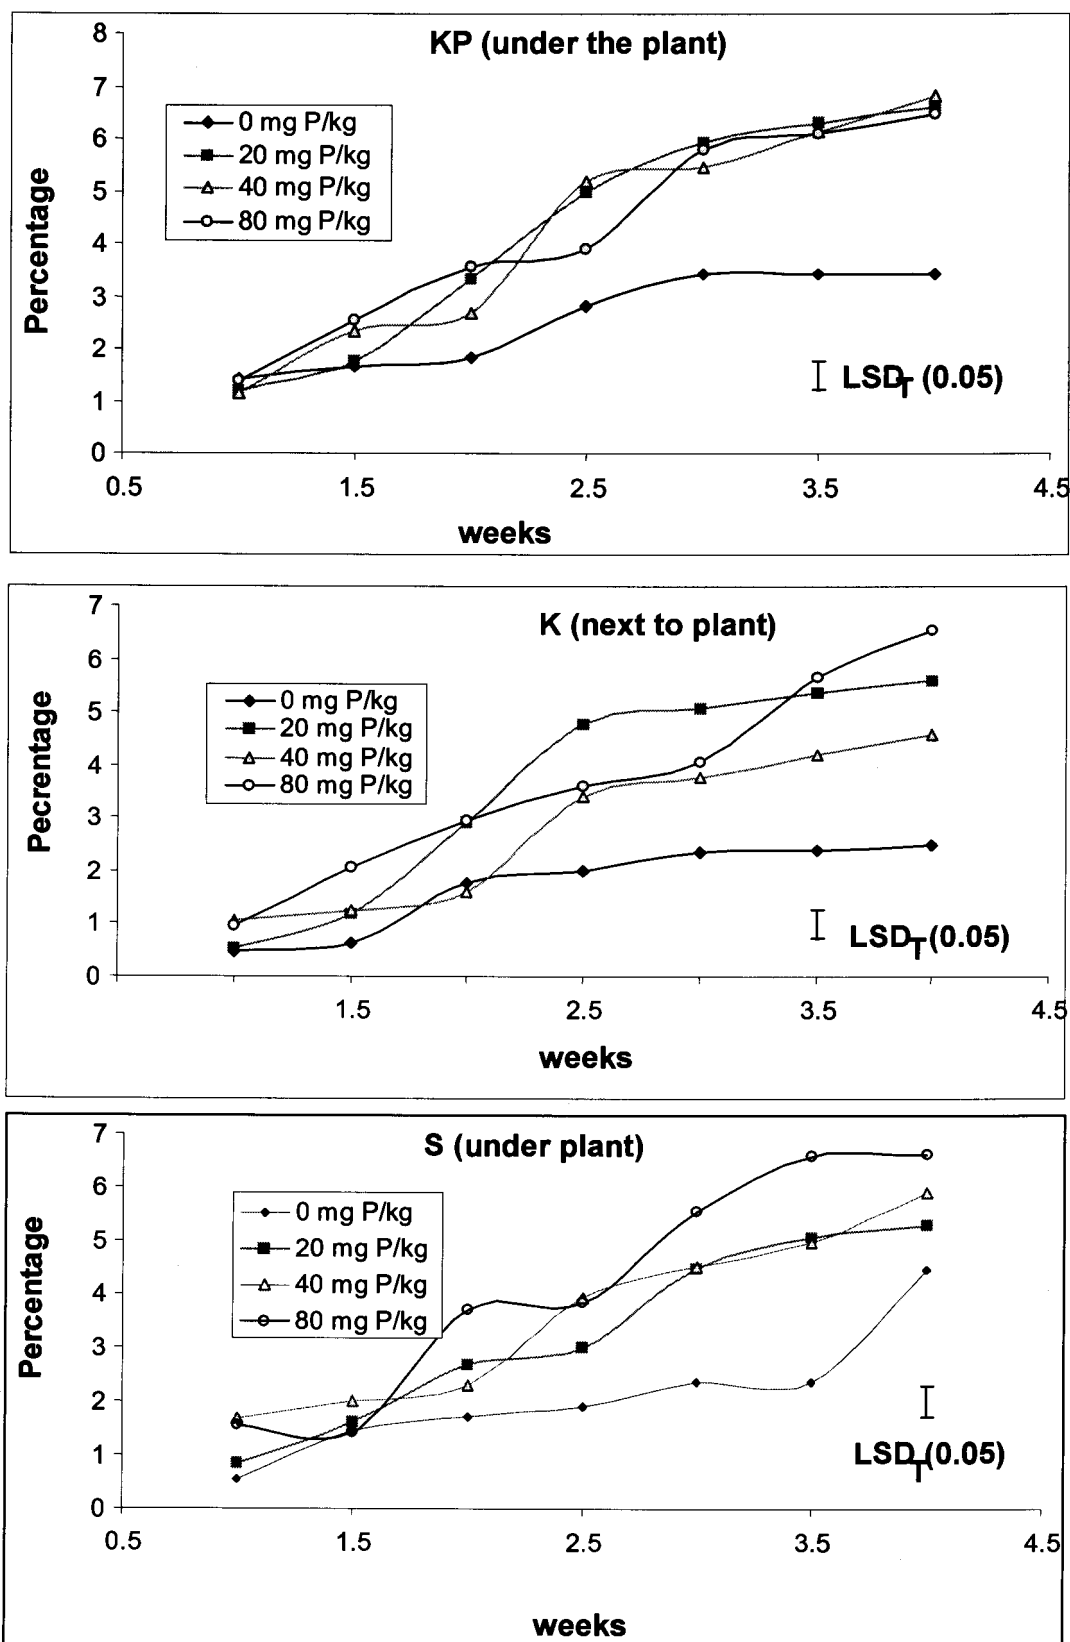 KP (under the plant)
8
7
6
5
4
3
2
1
0
Percentage
0 mg P/kg
20 mg P/kg
40 mg P/kg
80 mg P/kg
LSDT (0.05)
0.5 1.5 2.5 3.5 4.5
weeks
K (next to plant)
7
6
5
4
3
2
1
0
Pecrentage
0 mg P/kg
20 mg P/kg
40 mg P/kg
80 mg P/kg
LSDT(0.05)
1.5 2.5 3.5 4.5
weeks
S (under plant)
7
6
5
4
3
2
1
0
Percentage
0 mg P/kg
20 mg P/kg
40 mg P/kg
80 mg P/kg
LSDT(0.05)
0.5 1.5 2.5 3.5 4.5
weeks